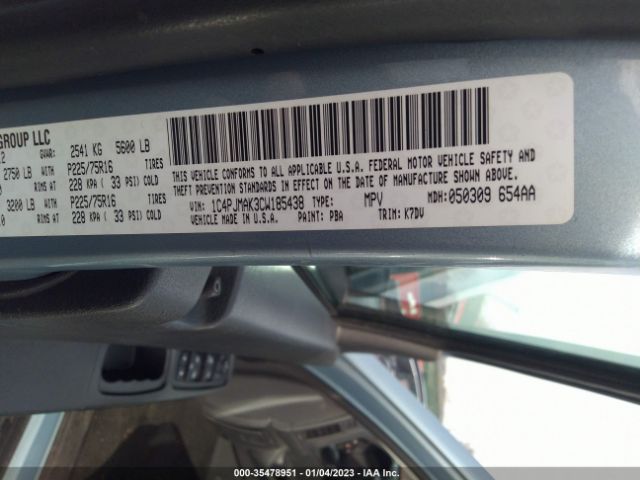 GROUP LLC
2 GVWR: 2541 KG 5600 LB
2750 LB WITH P225/75R16 TIRES
0 RIMS AT 228 KPA ( 33 PSI) COLD
3200 LB WITH P225/75R16 TIRES
0 RIMS AT 228 KPA ( 33 PSI) COLD
THIS VEHICLE CONFORMS TO ALL APPLICABLE U.S.A. FEDERAL MOTOR VEHICLE SAFETY AND
THEFT PREVENTION STANDARDS IN EFFECT ON THE DATE OF MANUFACTURE SHOWN ABOVE.
VIN: 1C4PJMAK3CW185438 TYPE: MPV MDH: 050309 654AA
VEHICLE MADE IN U.S.A. PAINT: PBA TRIM: K7DV
000-35478951 - 01/04/2023 - IAA Inc.